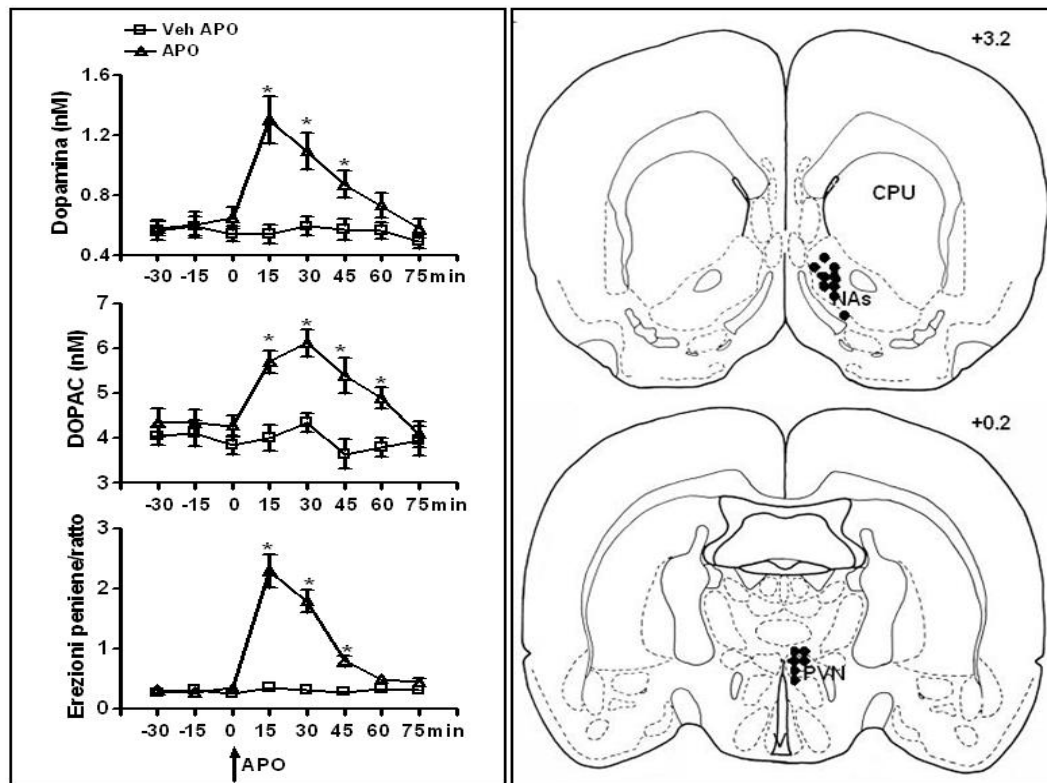 Veh APO
APO
Dopamina (nM)
1.6
1.2
0.8
0.4
* * *
-30 -15 0 15 30 45 60 75 min
DOPAC (nM)
7
6
5
4
3
* * * *
-30 -15 0 15 30 45 60 75 min
Erezioni peniene/ratto
3
2
1
0
* * *
-30 -15 0 15 30 45 60 75 min
APO
+3.2
CPU
NAs
+0.2
PVN